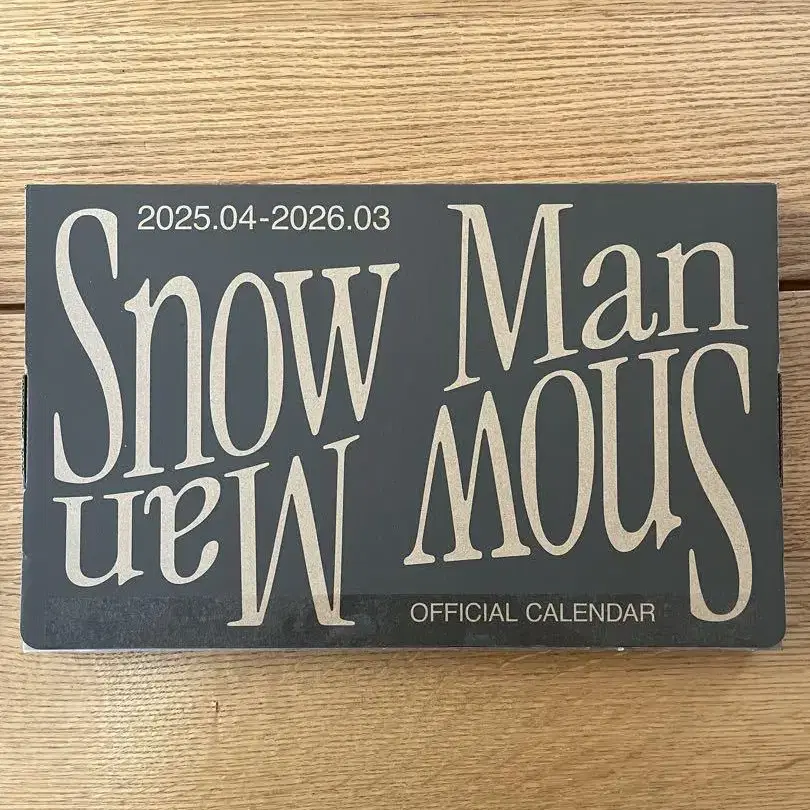 2025.04-2026.03
Snow Man
Snow Man
OFFICIAL CALENDAR